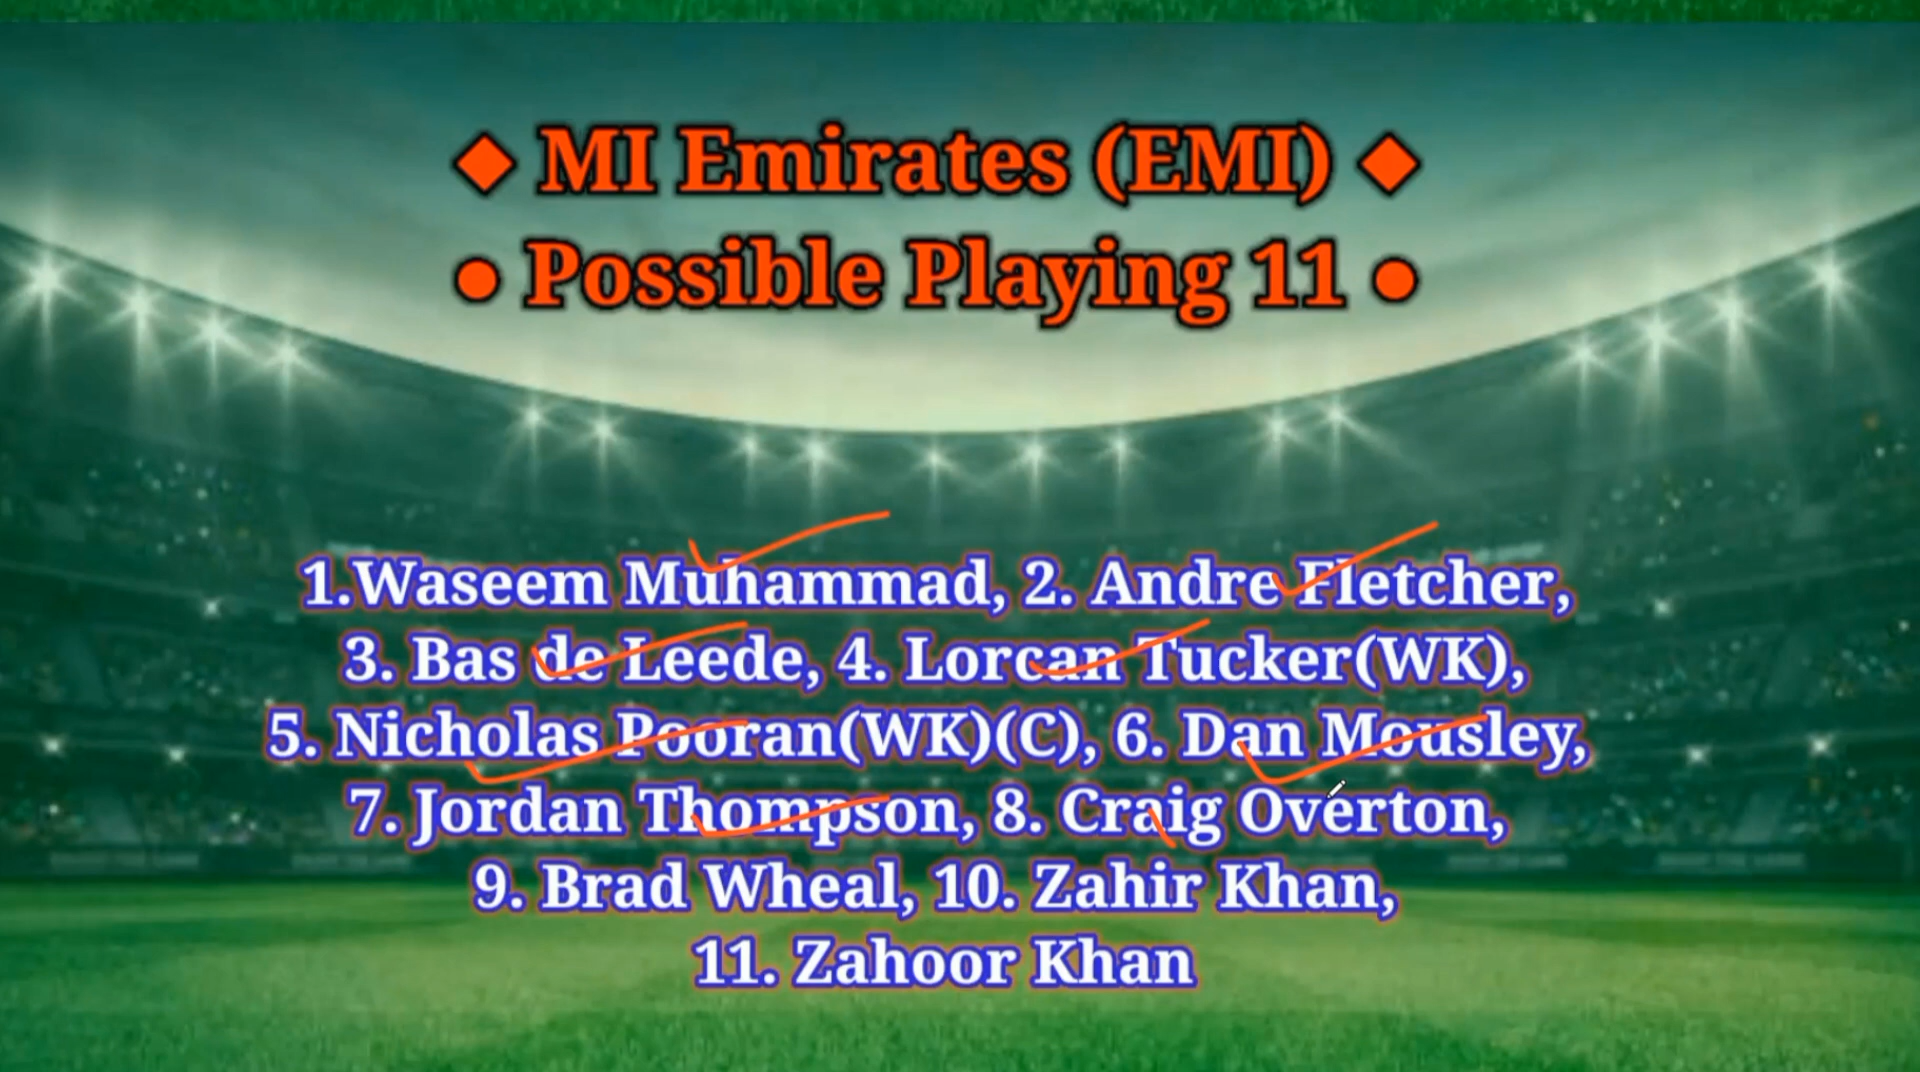 ◆ MI Emirates (EMI) ◆
● Possible Playing 11 ●
1.Waseem Muhammad, 2. Andre Fletcher,
3. Bas de Leede, 4. Lorcan Tucker(WK),
5. Nicholas Pooran(WK)(C), 6. Dan Mousley,
7. Jordan Thompson, 8. Craig Overton,
9. Brad Wheal, 10. Zahir Khan,
11. Zahoor Khan